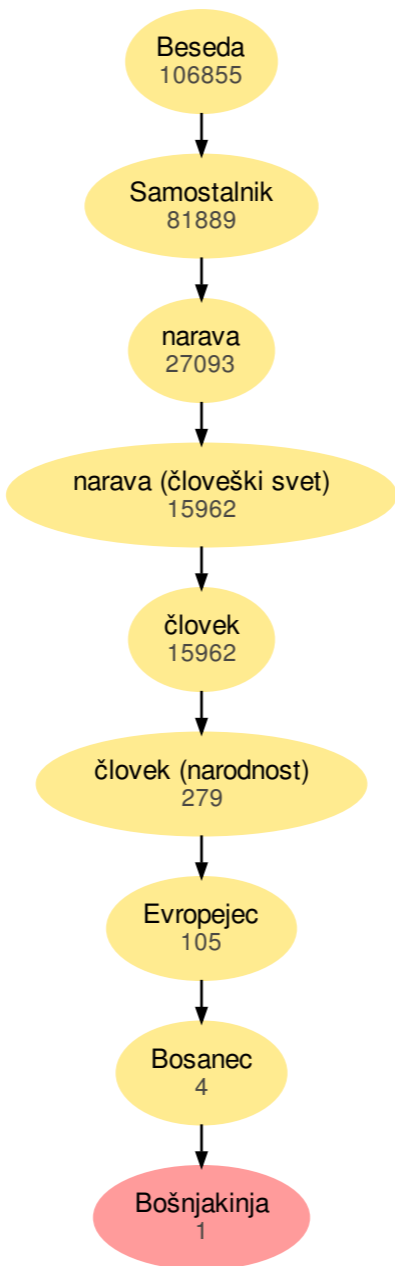 Beseda
106855
Samostalnik
81889
narava
27093
narava (človeški svet)
15962
človek
15962
človek (narodnost)
279
Evropejec
105
Bosanec
4
Bošnjakinja
1